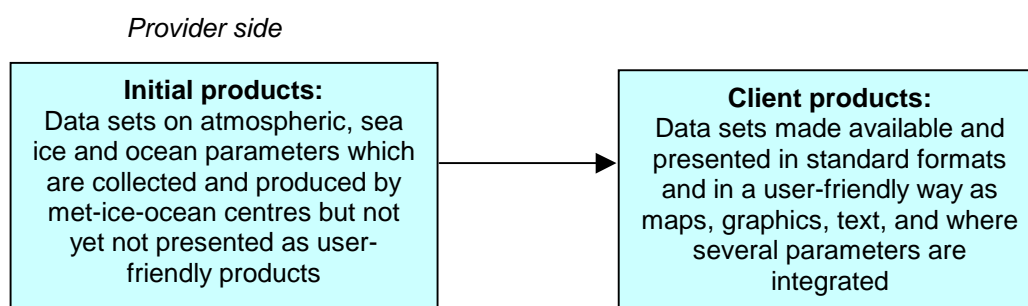 Provider side
Initial products:
Data sets on atmospheric, sea
ice and ocean parameters which
are collected and produced by
met-ice-ocean centres but not
yet not presented as user-
friendly products
Client products:
Data sets made available and
presented in standard formats
and in a user-friendly way as
maps, graphics, text, and where
several parameters are
integrated